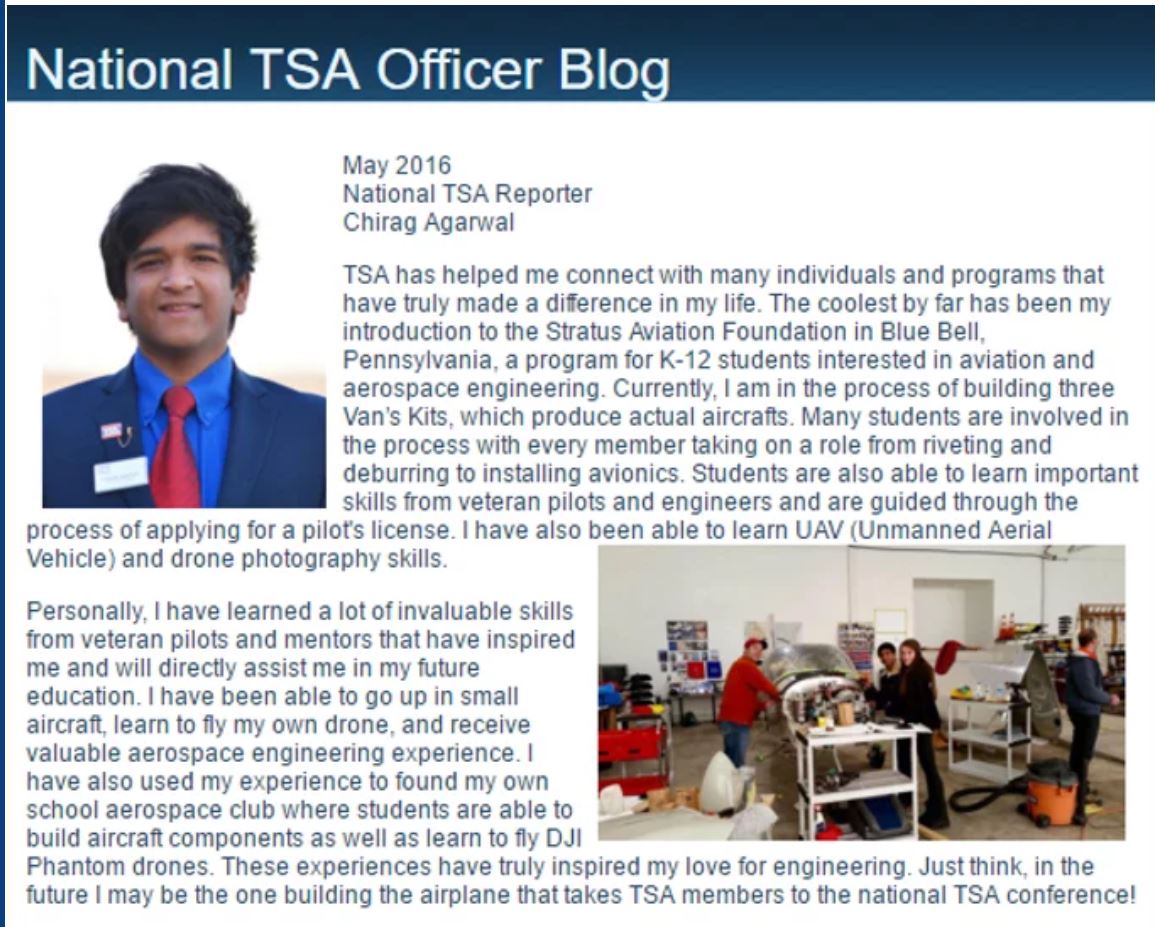 National TSA Officer Blog
May 2016
National TSA Reporter
Chirag Agarwal
TSA has helped me connect with many individuals and programs that
have truly made a difference in my life. The coolest by far has been my
introduction to the Stratus Aviation Foundation in Blue Bell,
Pennsylvania, a program for K-12 students interested in aviation and
aerospace engineering. Currently, I am in the process of building three
Van's Kits, which produce actual aircrafts. Many students are involved in
the process with every member taking on a role from riveting and
deburring to installing avionics. Students are also able to learn important
skills from veteran pilots and engineers and are guided through the
process of applying for a pilot's license. I have also been able to learn UAV (Unmanned Aerial
Vehicle) and drone photography skills.
Personally, I have learned a lot of invaluable skills
from veteran pilots and mentors that have inspired
me and will directly assist me in my future
education. I have been able to go up in small
aircraft, learn to fly my own drone, and receive
valuable aerospace engineering experience. I
have also used my experience to found my own
school aerospace club where students are able to
build aircraft components as well as learn to fly DJI
Phantom drones. These experiences have truly inspired my love for engineering. Just think, in the
future I may be the one building the airplane that takes TSA members to the national TSA conference!